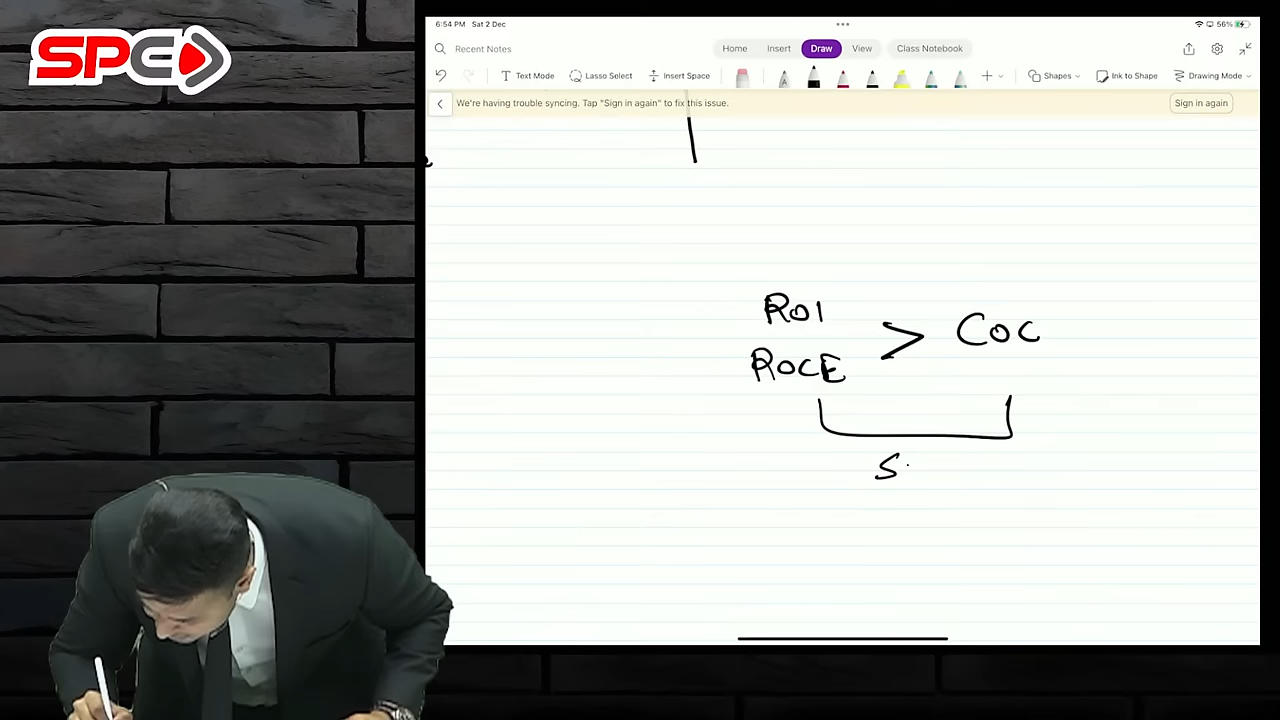 SPE
6:54 PM Sat 2 Dec
56%
Recent Notes
Home Insert Draw View Class Notebook
Text Mode Lasso Select Insert Space Shapes Ink to Shape Drawing Mode
We're having trouble syncing. Tap "Sign in again" to fix this issue.
Sign in again
ROI
ROCE
> COC
S